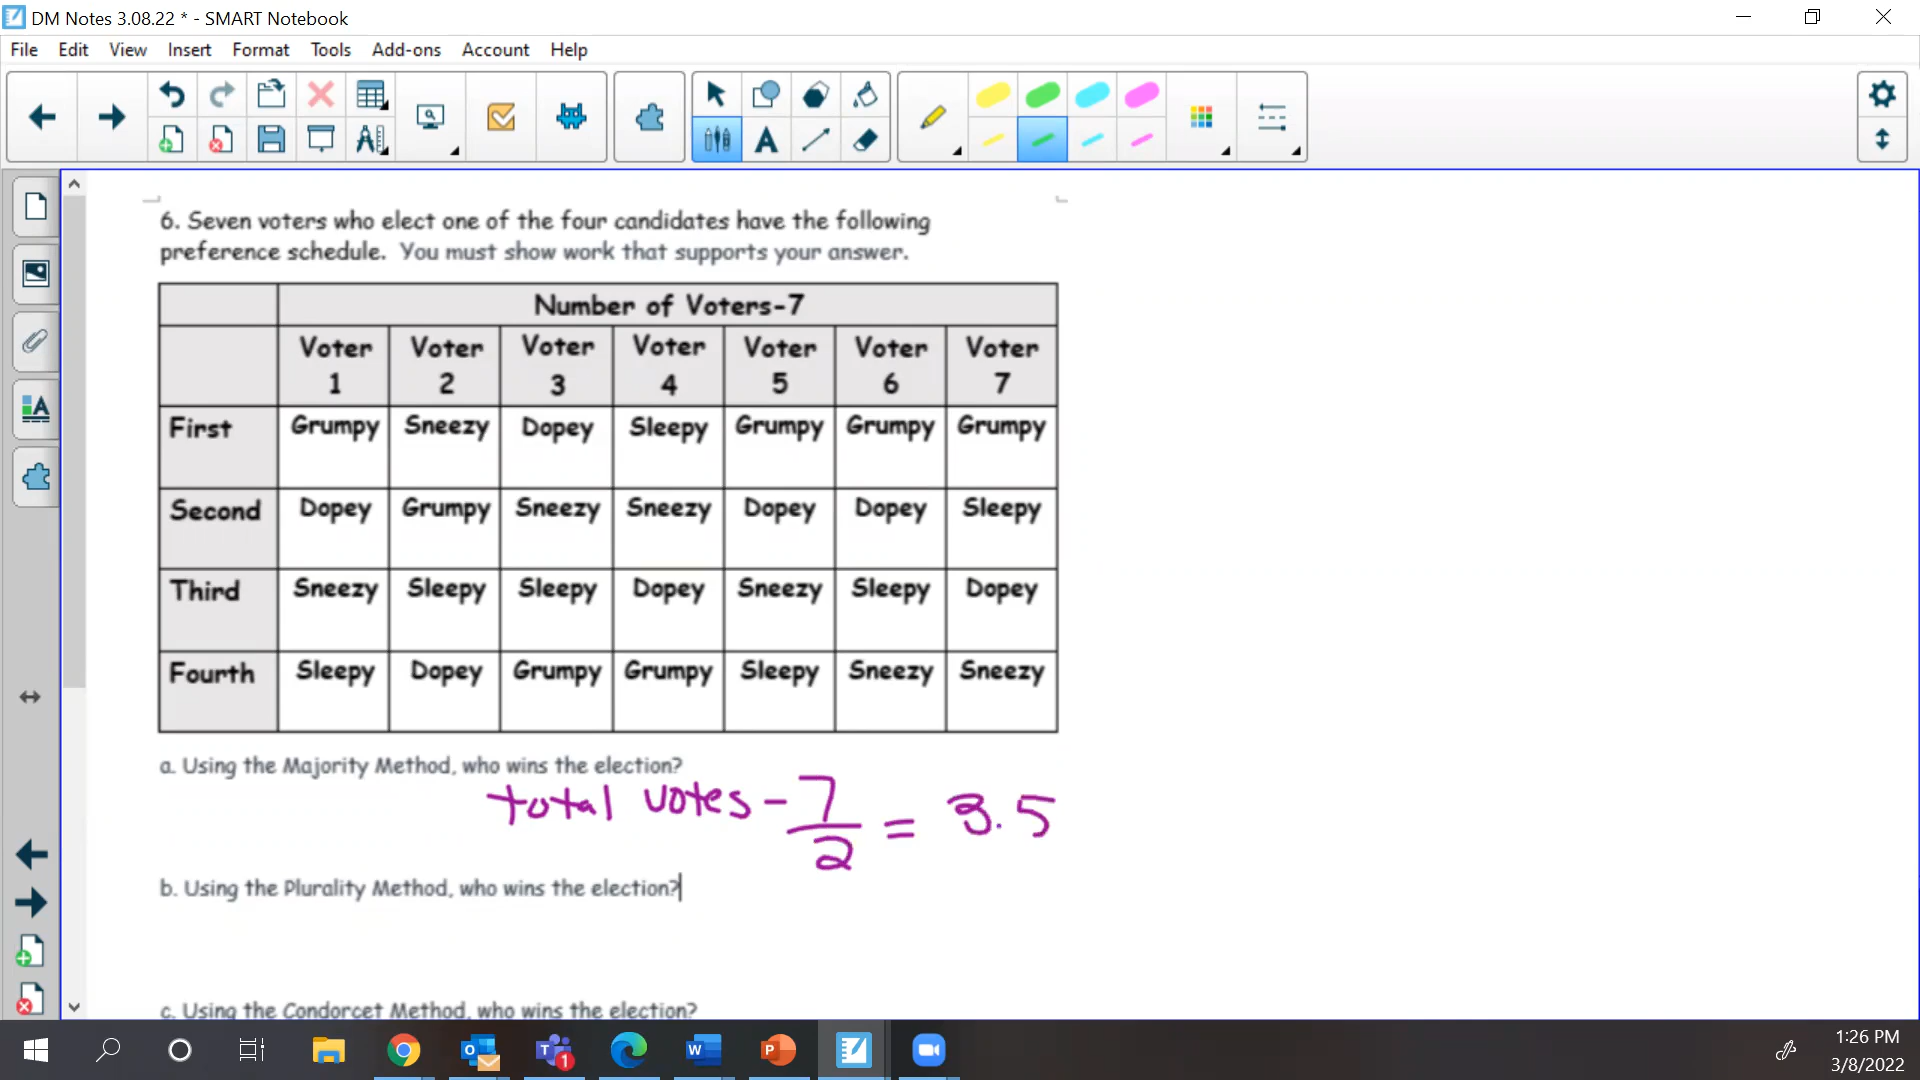 DM Notes 3.08.22 * - SMART Notebook
File Edit View Insert Format Tools Add-ons Account Help
6. Seven voters who elect one of the four candidates have the following
preference schedule. You must show work that supports your answer.
Number of Voters-7
Voter 1 Voter 2 Voter 3 Voter 4 Voter 5 Voter 6 Voter 7
First Grumpy Sneezy Dopey Sleepy Grumpy Grumpy Grumpy
Second Dopey Grumpy Sneezy Sneezy Dopey Dopey Sleepy
Third Sneezy Sleepy Sleepy Dopey Sneezy Sleepy Dopey
Fourth Sleepy Dopey Grumpy Grumpy Sleepy Sneezy Sneezy
a. Using the Majority Method, who wins the election?
total votes - 7/2 = 3.5
b. Using the Plurality Method, who wins the election?
c. Using the Condorcet Method, who wins the election?
1:26 PM
3/8/2022